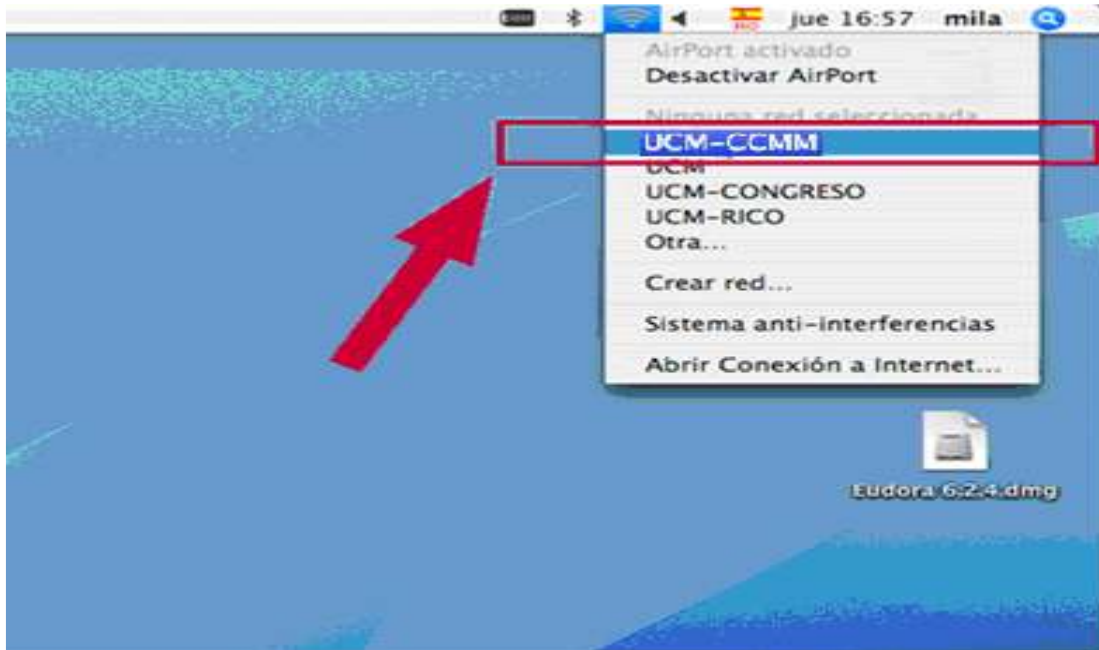 jue 16:57 mila
AirPort activado
Desactivar AirPort
Ninguna red seleccionada
UCM-CCMM
UCM
UCM-CONGRESO
UCM-RICO
Otra...
Crear red...
Sistema anti-interferencias
Abrir Conexión a Internet...
Eudora 6.2.4.dmg